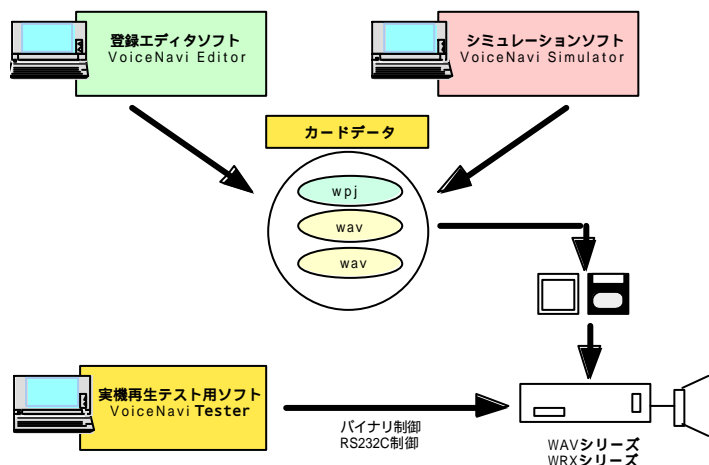 登録エディタソフト
VoiceNavi Editor
シミュレーションソフト
VoiceNavi Simulator
カードデータ
wpj
wav
wav
実機再生テスト用ソフト
VoiceNavi Tester
バイナリ制御
RS232C制御
WAVシリーズ
WRXシリーズ